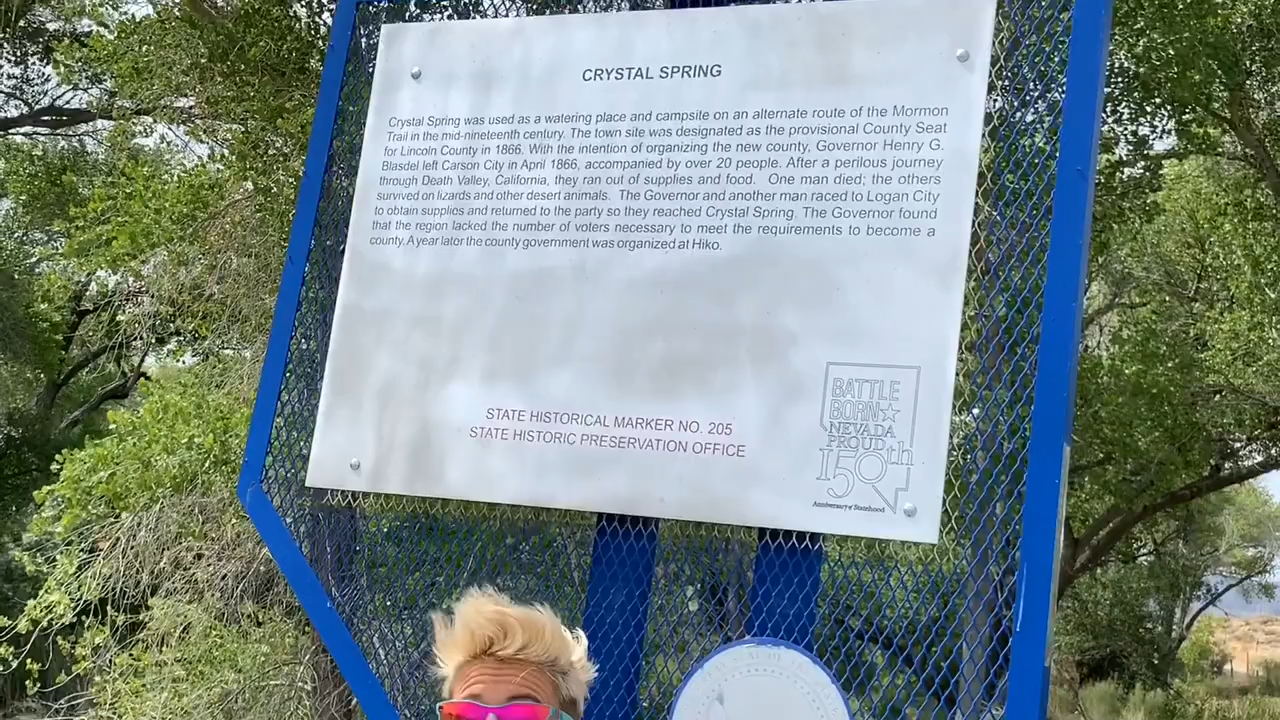 CRYSTAL SPRING
Crystal Spring was used as a watering place and campsite on an alternate route of the Mormon
Trail in the mid-nineteenth century. The town site was designated as the provisional County Seat
for Lincoln County in 1866. With the intention of organizing the new county, Governor Henry G.
Blasdel left Carson City in April 1866, accompanied by over 20 people. After a perilous journey
through Death Valley, California, they ran out of supplies and food. One man died; the others
survived on lizards and other desert animals. The Governor and another man raced to Logan City
to obtain supplies and returned to the party so they reached Crystal Spring. The Governor found
that the region lacked the number of voters necessary to meet the requirements to become a
county. A year later the county government was organized at Hiko.
STATE HISTORICAL MARKER NO. 205
STATE HISTORIC PRESERVATION OFFICE
BATTLE
BORN
NEVADA
PROUD
150th
Anniversary of Statehood